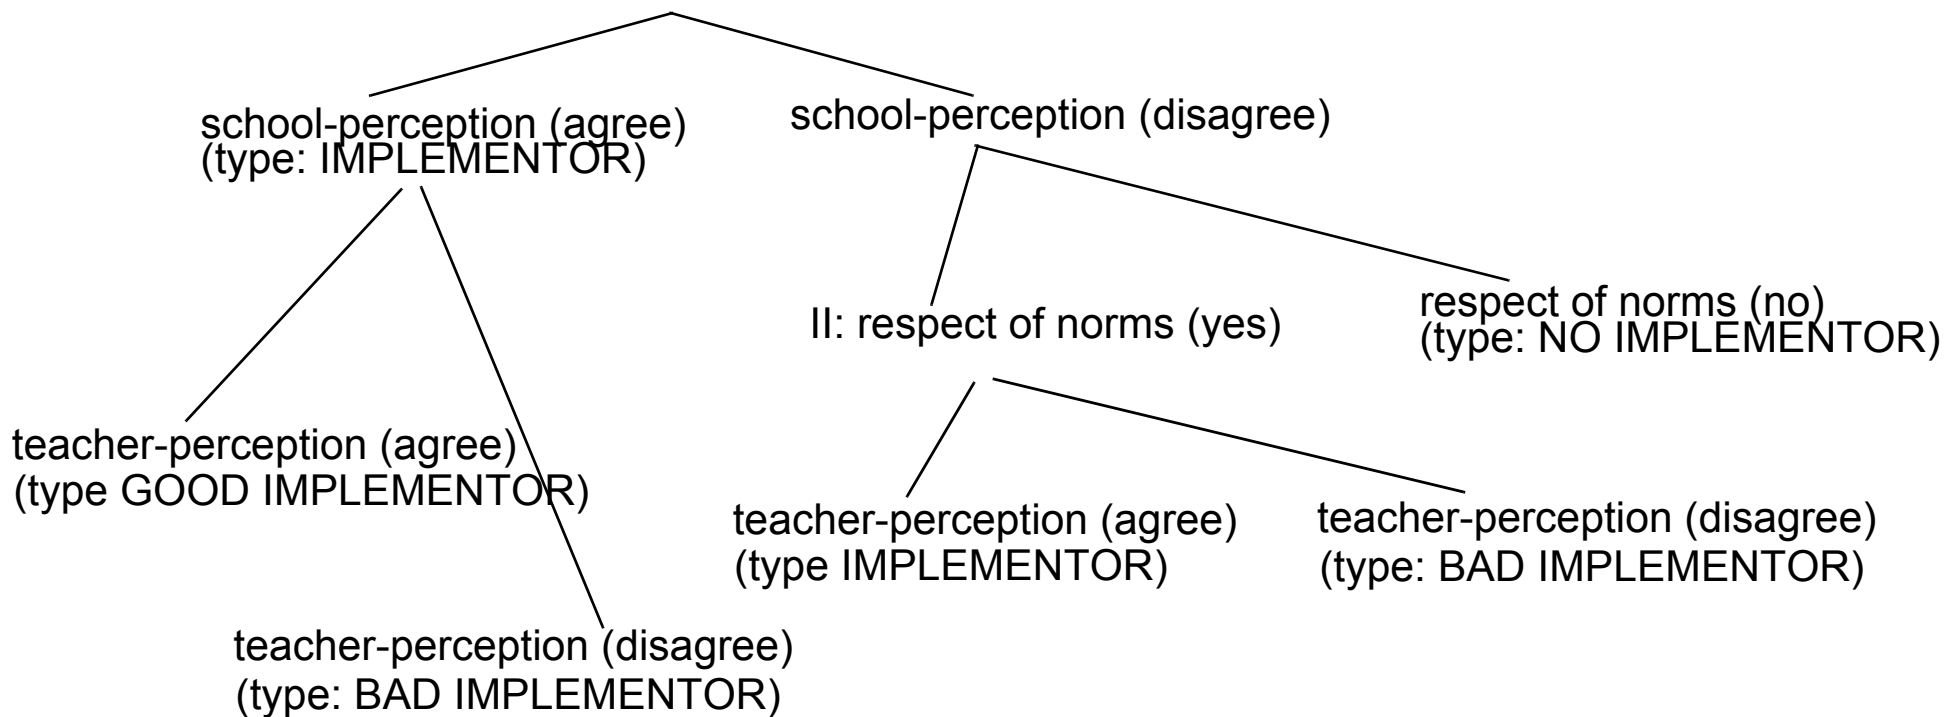 school-perception (agree)
(type: IMPLEMENTOR)
school-perception (disagree)
II: respect of norms (yes)
respect of norms (no)
(type: NO IMPLEMENTOR)
teacher-perception (agree)
(type GOOD IMPLEMENTOR)
teacher-perception (agree)
(type IMPLEMENTOR)
teacher-perception (disagree)
(type: BAD IMPLEMENTOR)
teacher-perception (disagree)
(type: BAD IMPLEMENTOR)